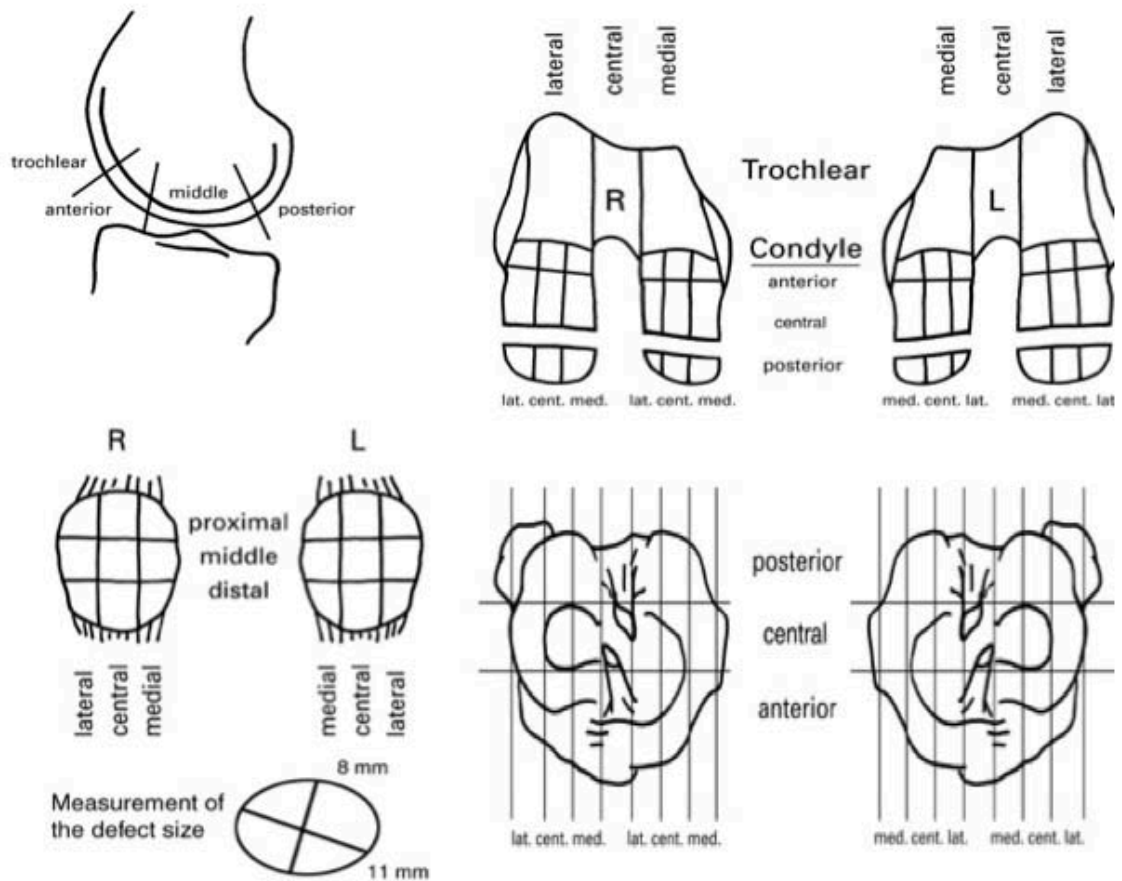 trochlear
anterior
middle
posterior
lateral
central
medial
medial
central
lateral
R
L
Trochlear
Condyle
anterior
central
posterior
lat. cent. med.
lat. cent. med.
med. cent. lat.
med. cent. lat
R
L
proximal
middle
distal
lateral
central
medial
medial
central
lateral
Measurement of
the defect size
8 mm
11 mm
posterior
central
anterior
lat. cent. med.
lat. cent. med.
med. cent. lat.
med. cent. lat.